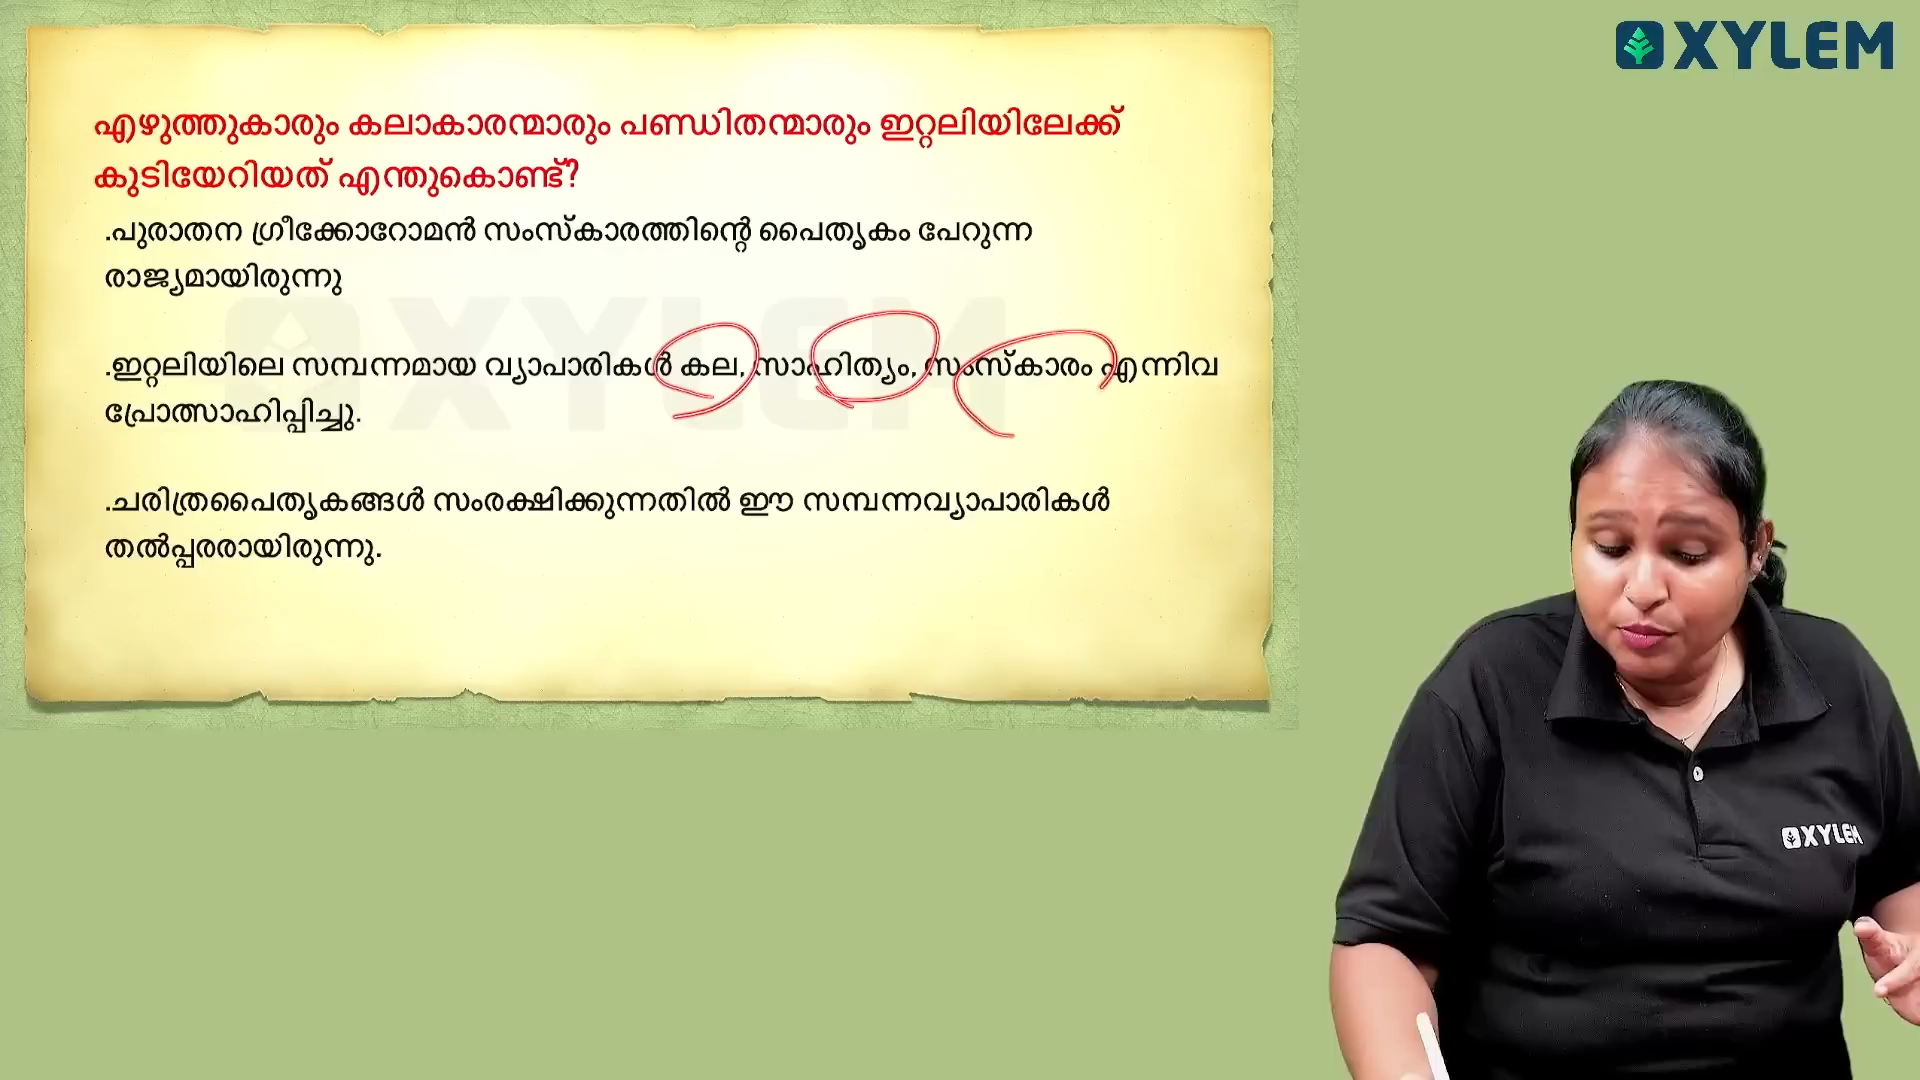 XYLEM
എഴുത്തുകാരും കലാകാരന്മാരും പണ്ഡിതന്മാരും ഇറ്റലിയിലേക്ക്
കുടിയേറിയത് എന്തുകൊണ്ട്?
.പുരാതന ഗ്രീക്കോറോമൻ സംസ്കാരത്തിന്റെ പൈതൃകം പേറുന്ന
രാജ്യമായിരുന്നു
.ഇറ്റലിയിലെ സമ്പന്നമായ വ്യാപാരികൾ കല, സാഹിത്യം, സംസ്കാരം എന്നിവ
പ്രോത്സാഹിപ്പിച്ചു.
.ചരിത്രപൈതൃകങ്ങൾ സംരക്ഷിക്കുന്നതിൽ ഈ സമ്പന്നവ്യാപാരികൾ
തൽപ്പരരായിരുന്നു.
XYLEM
XYLEM